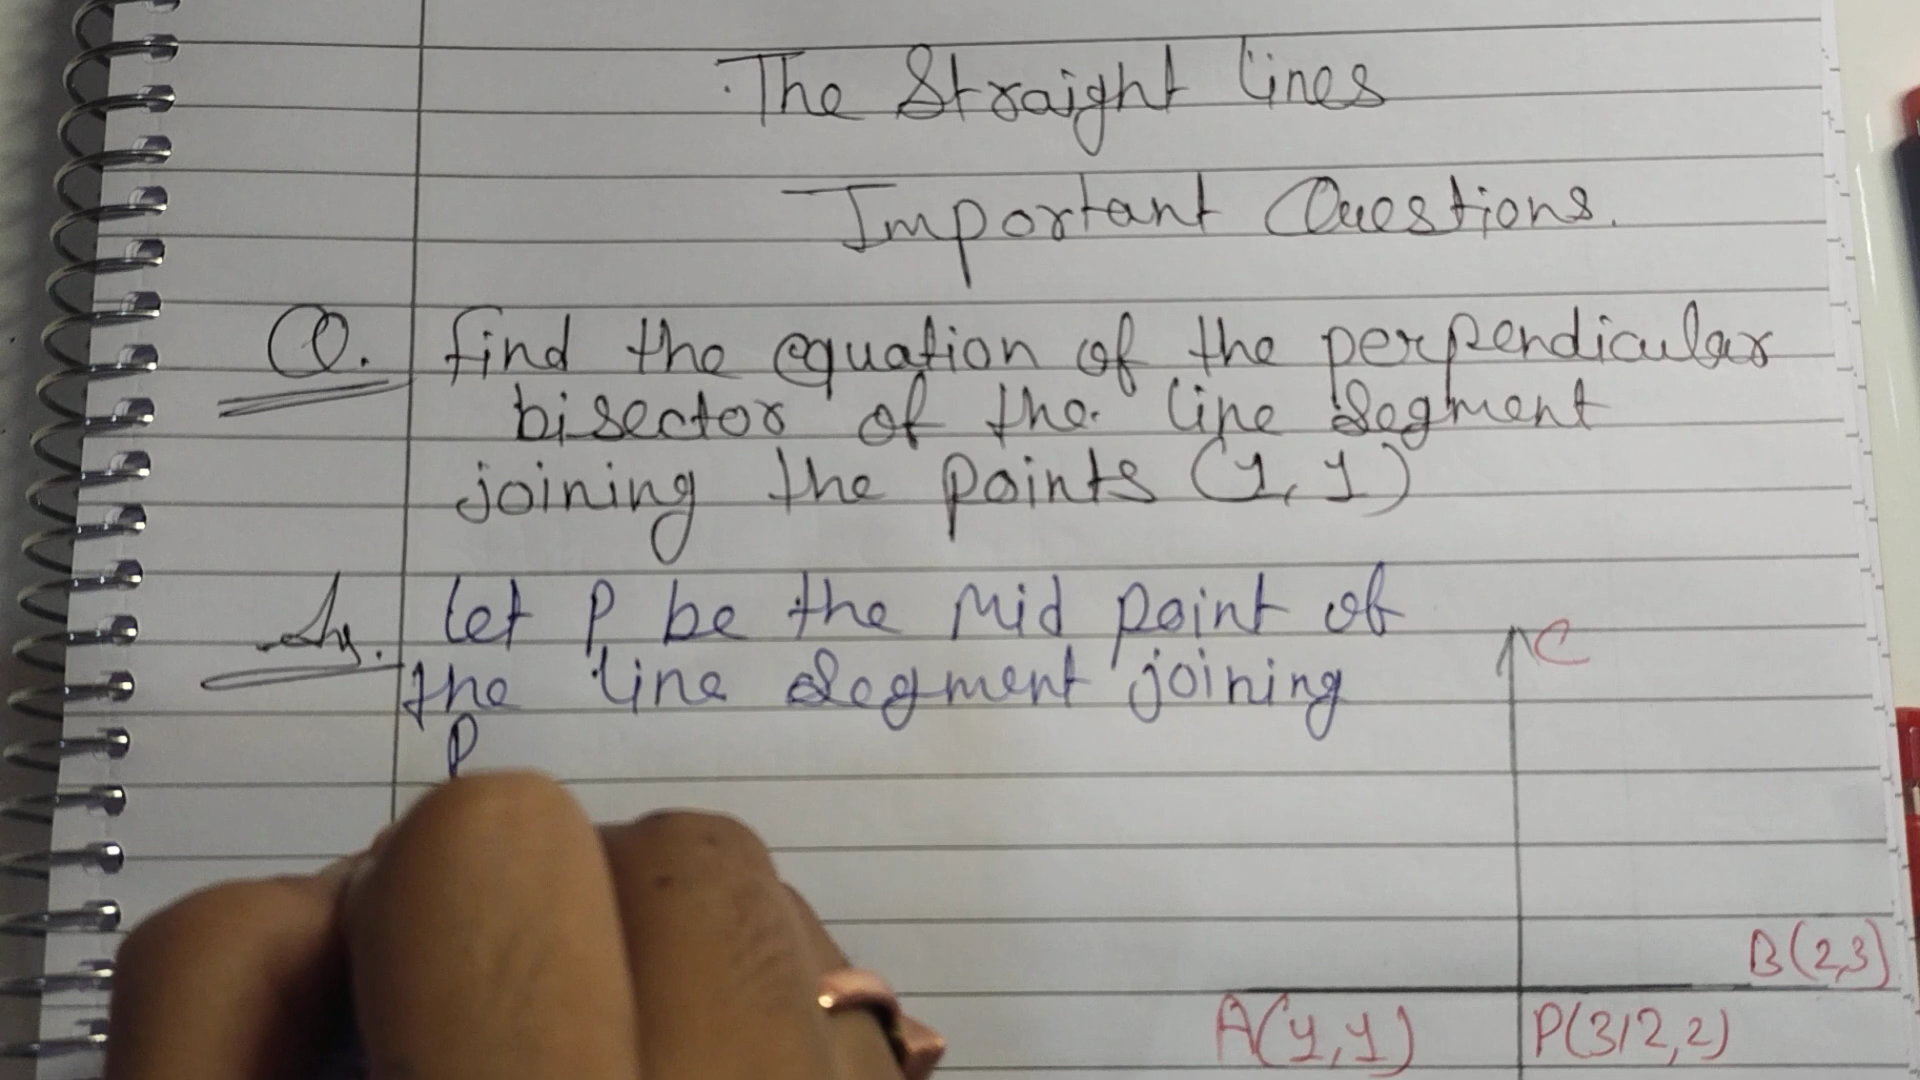 The Straight lines
Important Questions.
Q. find the equation of the perpendicular
bisector of the line segment
joining the points (1, 1)
Let P be the mid point of
the line segment joining
P
C
B(2,3)
A(1,1)
P(3/2,2)